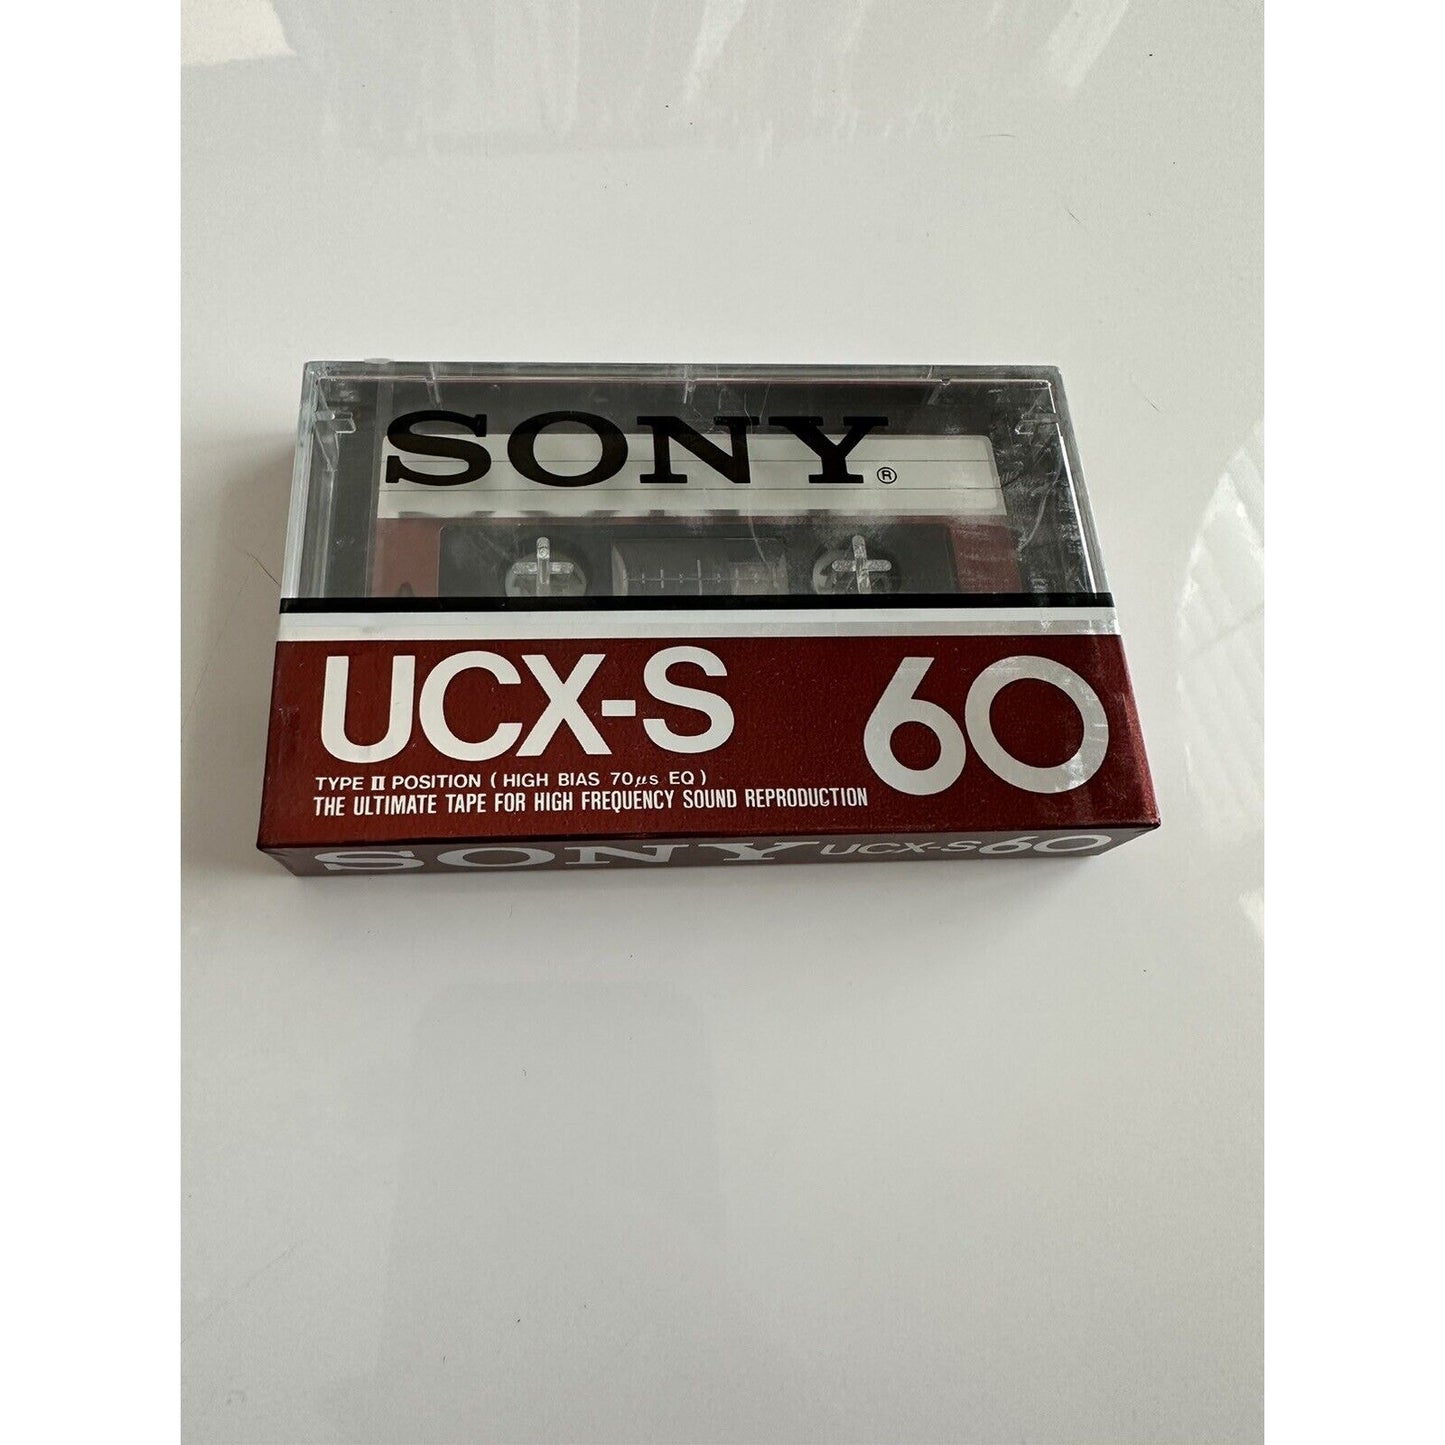 SONY®
UCX-S 60
TYPE II POSITION (HIGH BIAS 70µs EQ)
THE ULTIMATE TAPE FOR HIGH FREQUENCY SOUND REPRODUCTION
SONY UCX-S 60